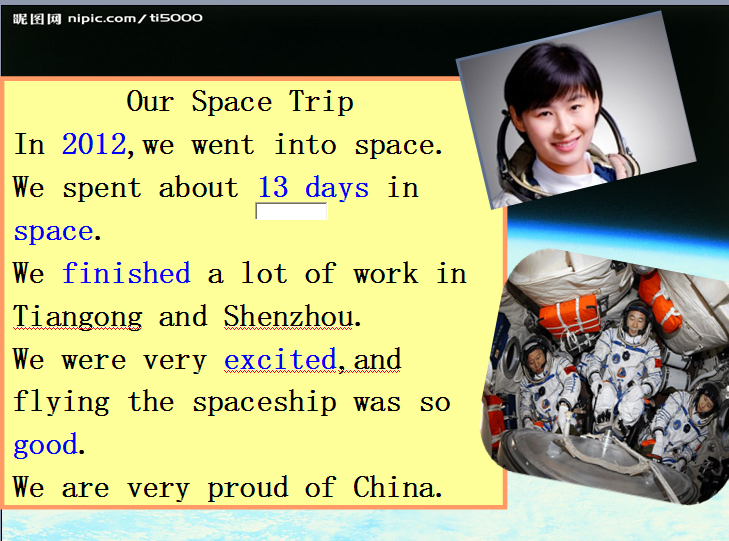 昵图网 nipic.com/ti5000
Our Space Trip
In 2012,we went into space.
We spent about 13 days in
space.
We finished a lot of work in
Tiangong and Shenzhou.
We were very excited,and
flying the spaceship was so
good.
We are very proud of China.